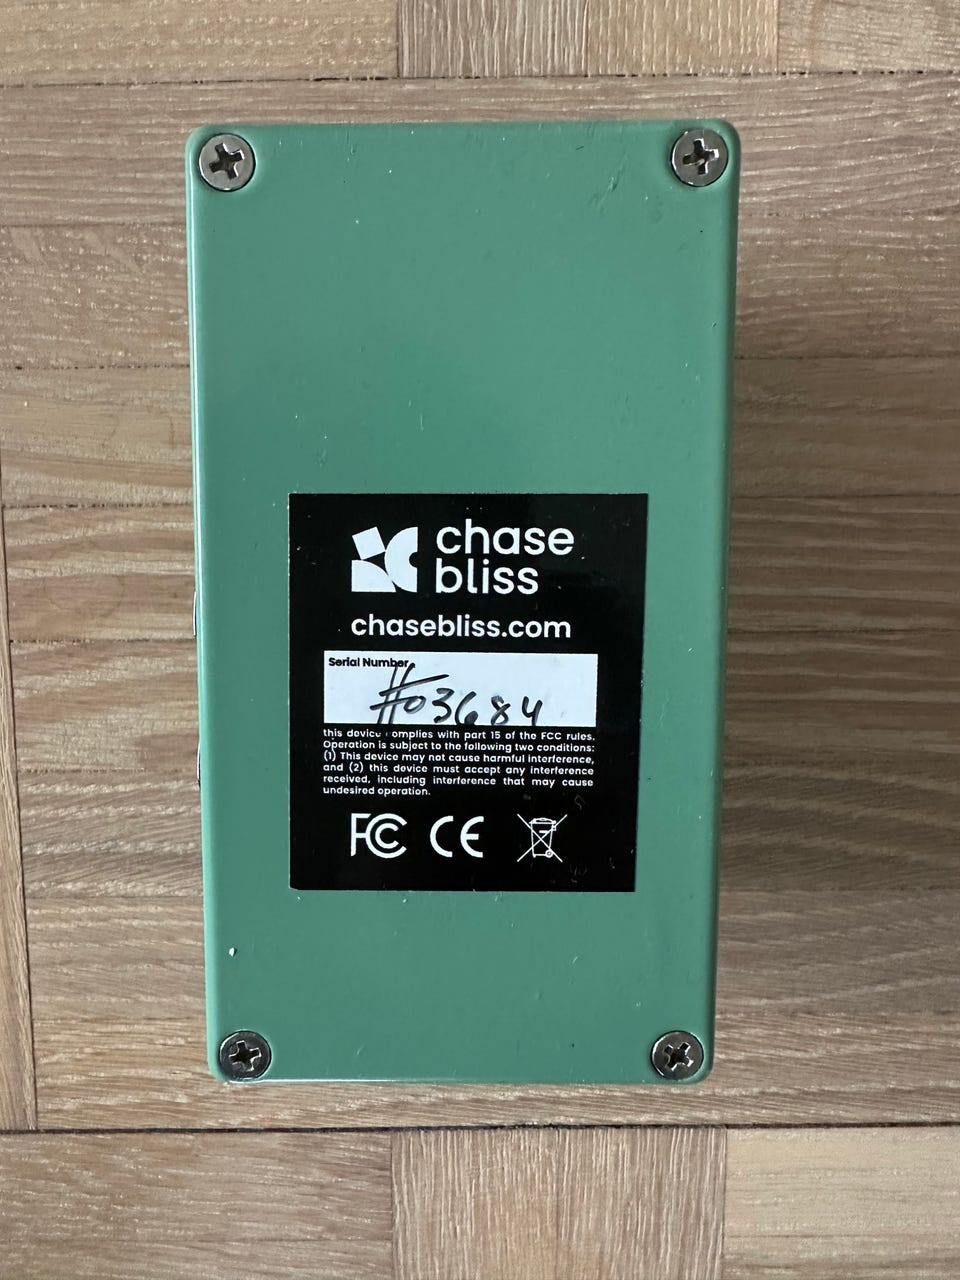 chase
bliss
chasebliss.com
Serial Number
#03684
this device complies with part 15 of the FCC rules.
Operation is subject to the following two conditions:
(1) This device may not cause harmful interference,
and (2) this device must accept any interference
received, including interference that may cause
undesired operation.
FC CE